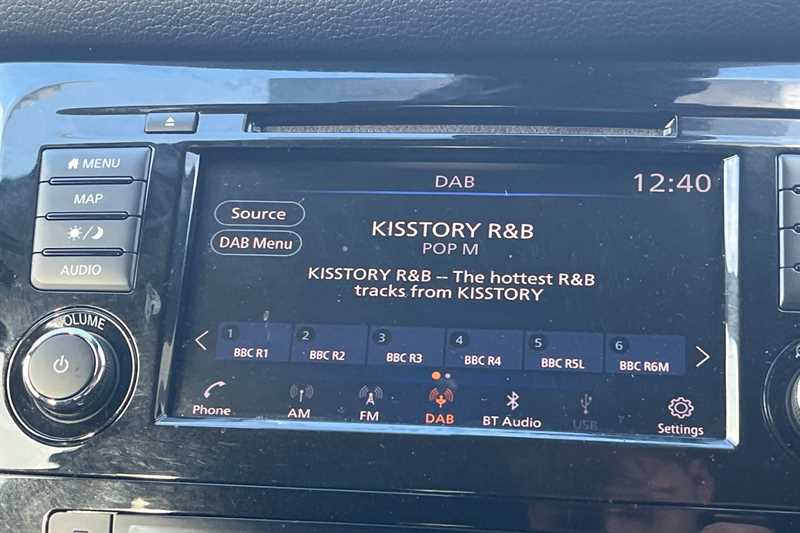 MENU
MAP
AUDIO
VOLUME
DAB
12:40
Source
DAB Menu
KISSTORY R&B
POP M
KISSTORY R&B -- The hottest R&B
tracks from KISSTORY
1 2 3 4 5 6
BBC R1 BBC R2 BBC R3 BBC R4 BBC R5L BBC R6M
Phone AM FM DAB BT Audio USB Settings